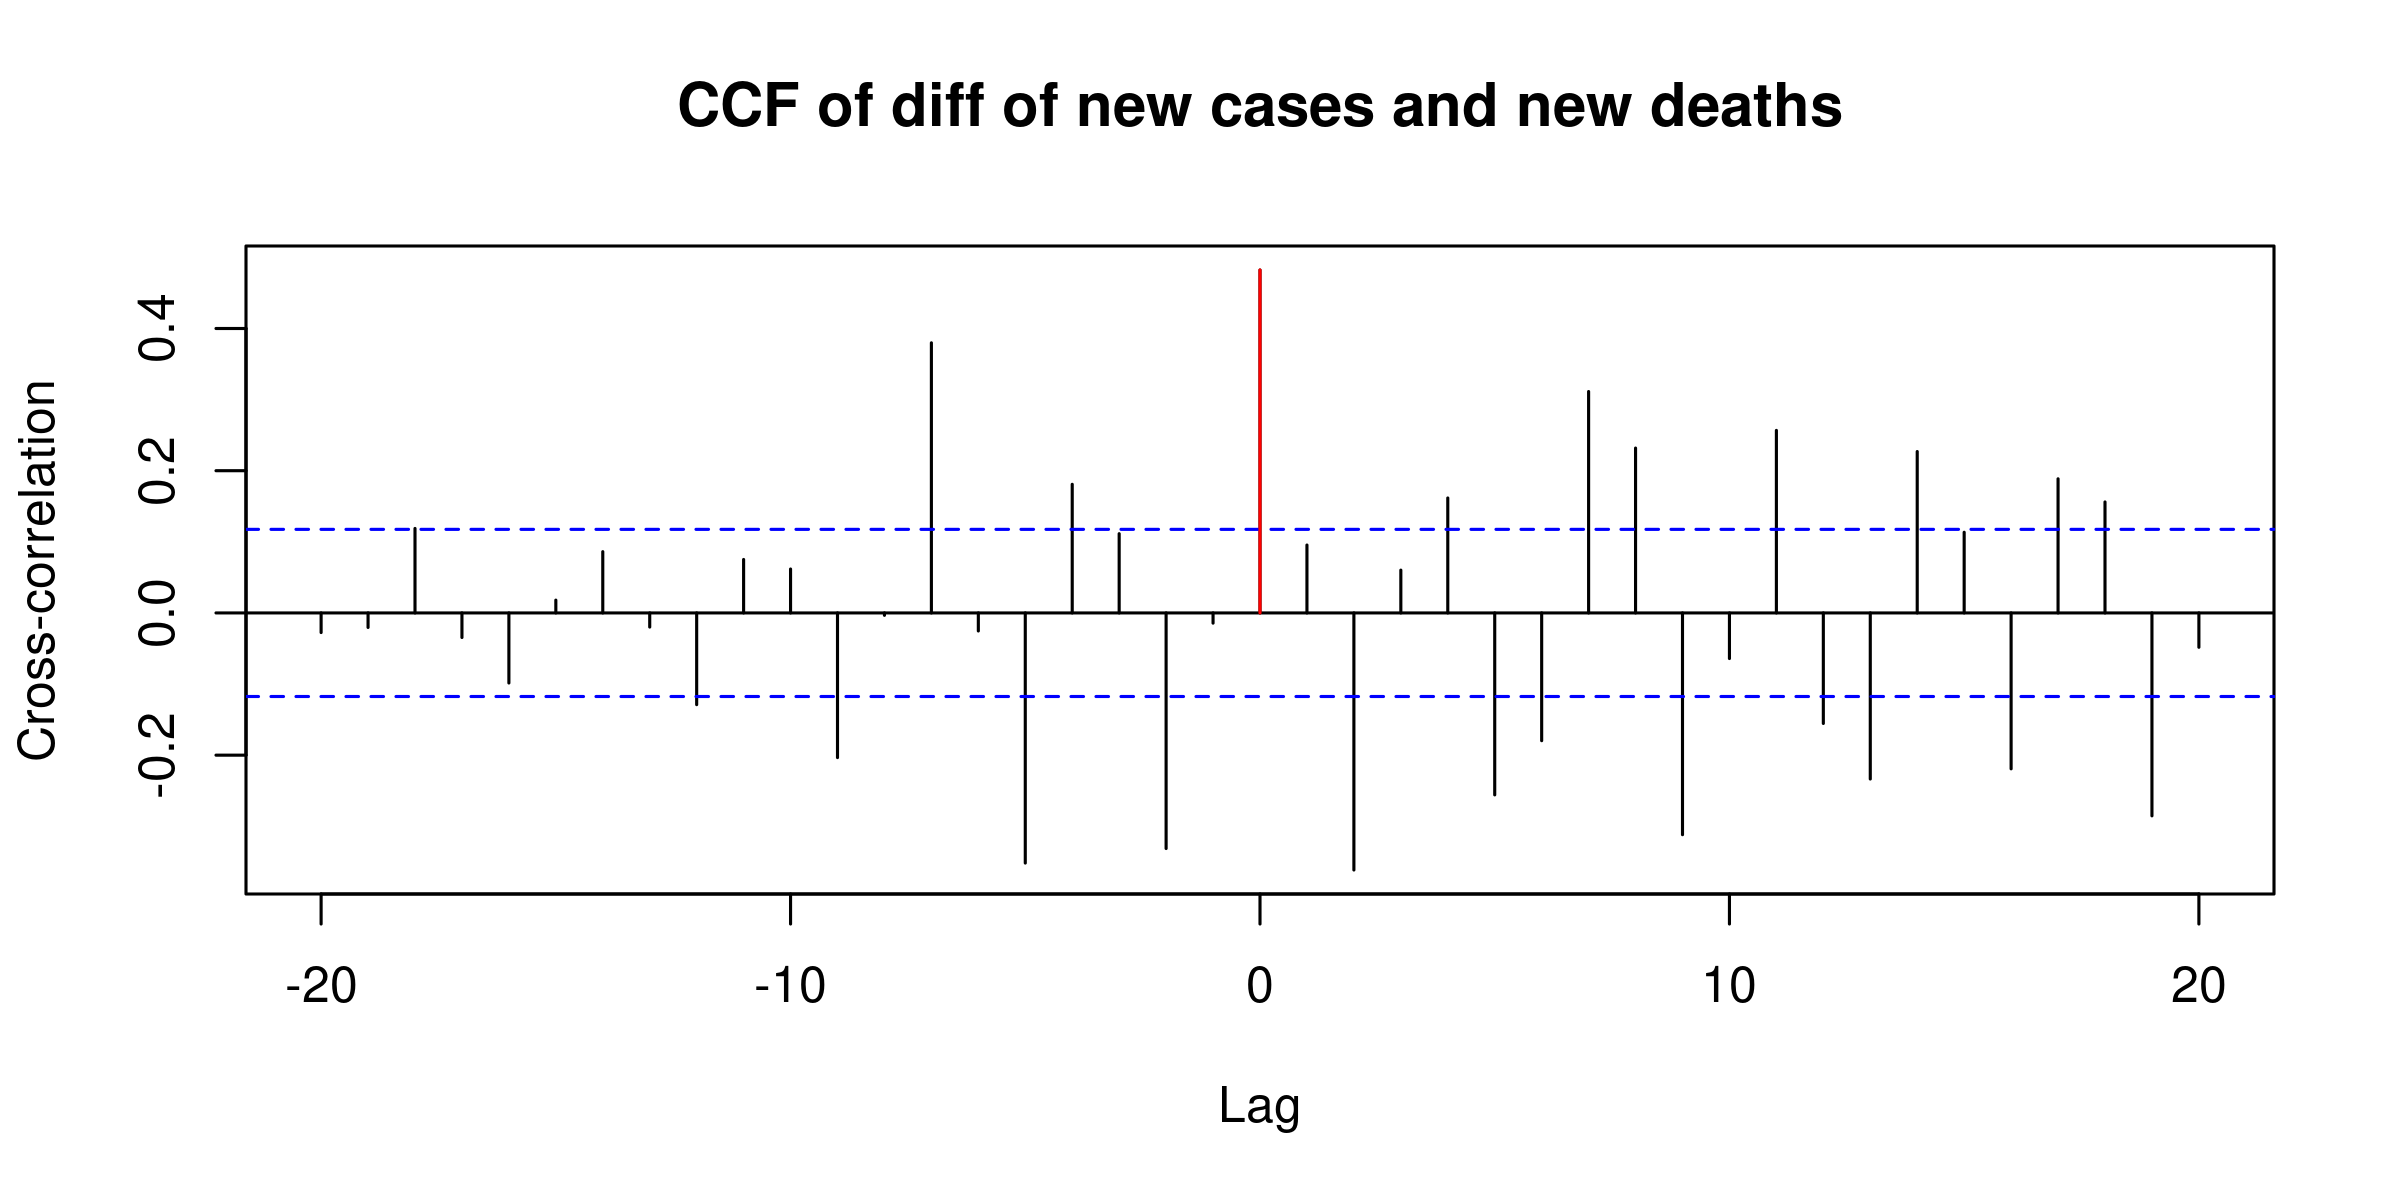 CCF of diff of new cases and new deaths
Cross-correlation
0.4
0.2
0.0
-0.2
-20 -10 0 10 20
Lag